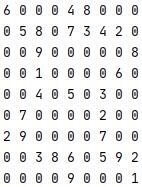 6 0 0 0 4 8 0 0 0
0 5 8 0 7 3 4 2 0
0 0 9 0 0 0 0 0 8
0 0 1 0 0 0 0 6 0
0 0 4 0 5 0 3 0 0
0 7 0 0 0 0 2 0 0
2 9 0 0 0 0 7 0 0
0 0 3 8 6 0 5 9 2
0 0 0 0 9 0 0 0 1